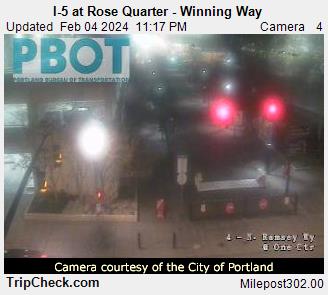 I-5 at Rose Quarter - Winning Way
Updated Feb 04 2024 11:17 PM Camera 4
PBOT
PORTLAND BUREAU OF TRANSPORTATION
4 - N. Ramsey Wy
W One Ctr
Camera courtesy of the City of Portland
TripCheck.com Milepost302.00